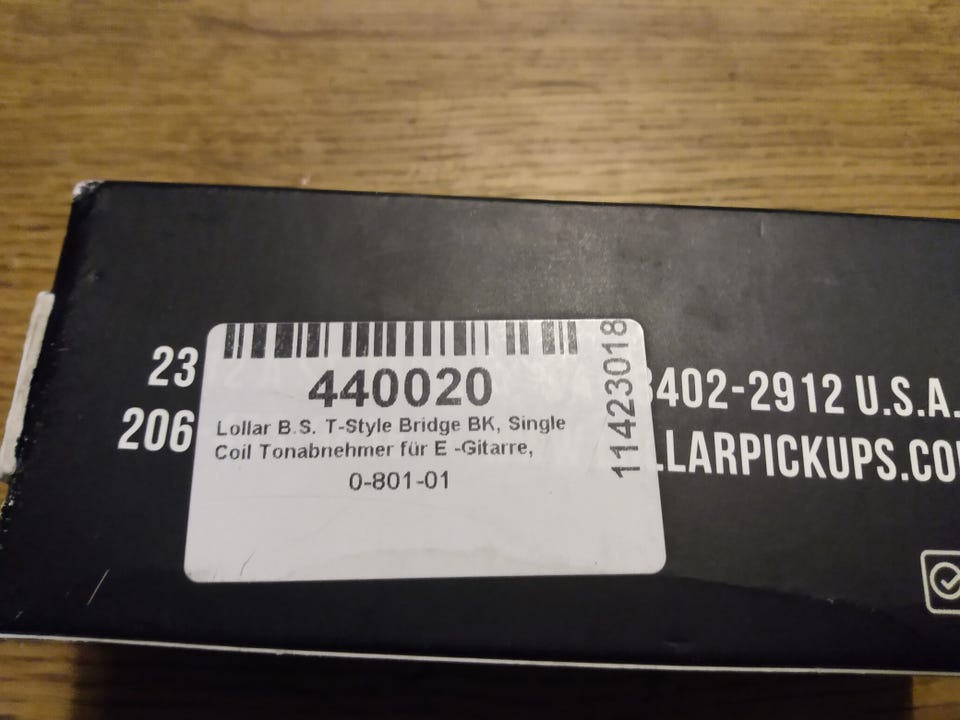 440020
Lollar B.S. T-Style Bridge BK, Single
Coil Tonabnehmer für E -Gitarre,
0-801-01
11423018
23
3402-2912 U.S.A.
206
LLARPICKUPS.CO